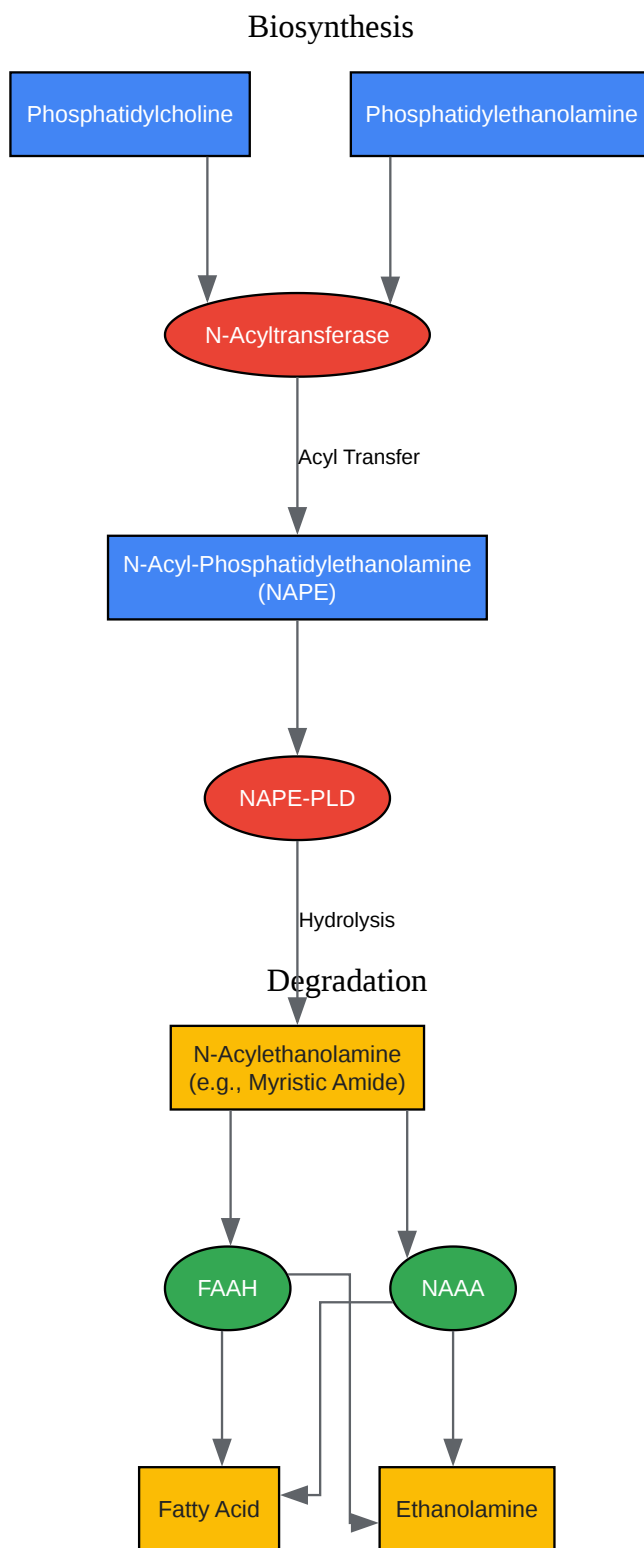 Biosynthesis
Phosphatidylcholine
Phosphatidylethanolamine
N-Acyltransferase
Acyl Transfer
N-Acyl-Phosphatidylethanolamine
(NAPE)
NAPE-PLD
Hydrolysis
Degradation
N-Acylethanolamine
(e.g., Myristic Amide)
FAAH
NAAA
Fatty Acid
Ethanolamine